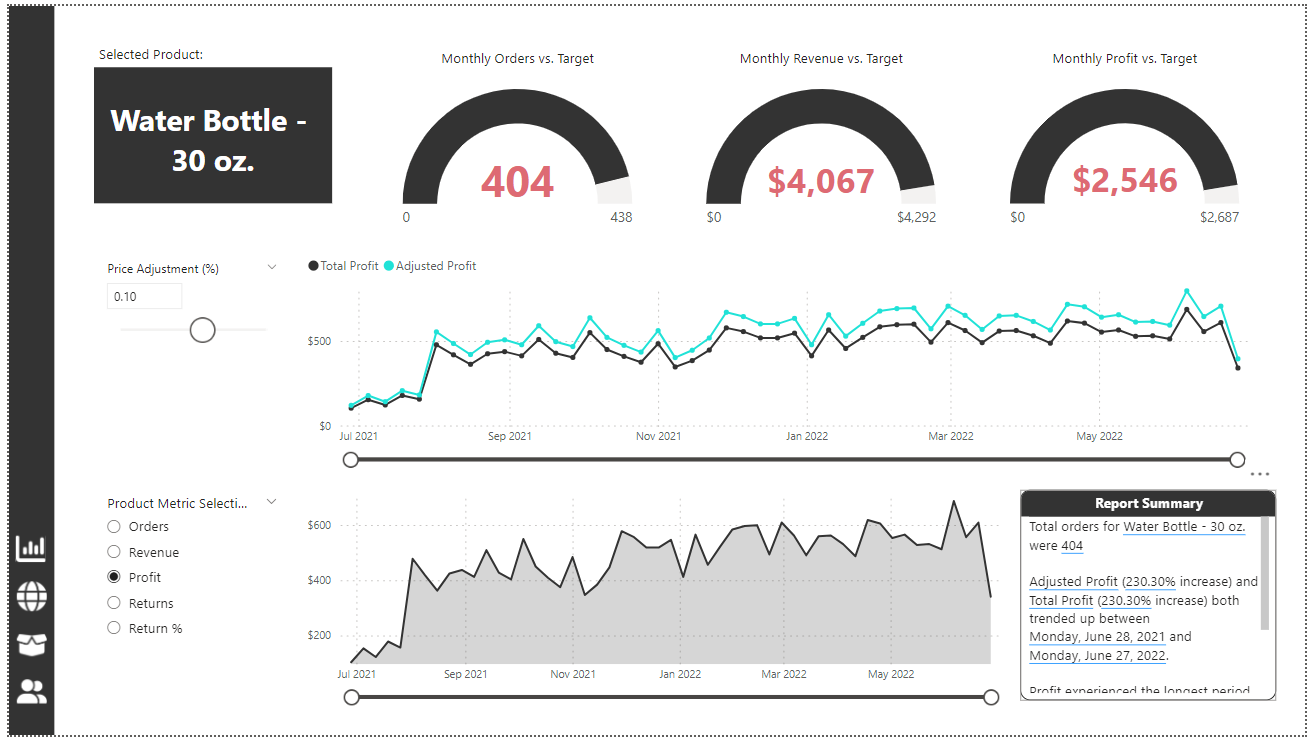 Selected Product:
Water Bottle -
30 oz.
Monthly Orders vs. Target
404
0
438
Monthly Revenue vs. Target
$4,067
$0
$4,292
Monthly Profit vs. Target
$2,546
$0
$2,687
Price Adjustment (%)
0.10
Total Profit
Adjusted Profit
$500
$0
Jul 2021
Sep 2021
Nov 2021
Jan 2022
Mar 2022
May 2022
Product Metric Selecti...
Orders
Revenue
Profit
Returns
Return %
$600
$400
$200
Jul 2021
Sep 2021
Nov 2021
Jan 2022
Mar 2022
May 2022
Report Summary
Total orders for Water Bottle - 30 oz.
were 404
Adjusted Profit (230.30% increase) and
Total Profit (230.30% increase) both
trended up between
Monday, June 28, 2021 and
Monday, June 27, 2022.
Profit experienced the longest period